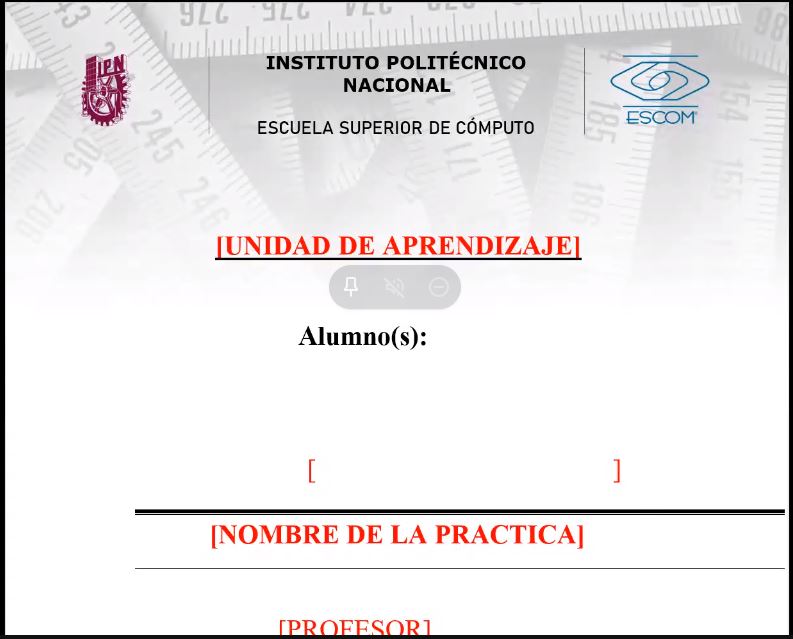 INSTITUTO POLITÉCNICO
NACIONAL
ESCUELA SUPERIOR DE CÓMPUTO
IPN
ESCOM
[UNIDAD DE APRENDIZAJE]
Alumno(s):
[ ]
[NOMBRE DE LA PRACTICA]
[PROFESOR]